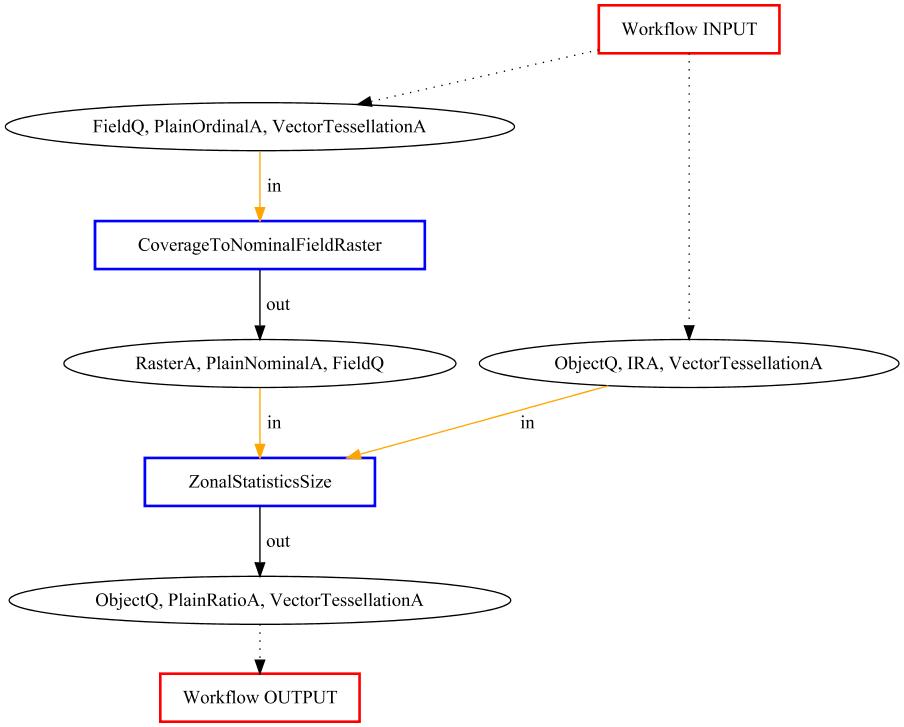 Workflow INPUT
FieldQ, PlainOrdinalA, VectorTessellationA
in
CoverageToNominalFieldRaster
out
RasterA, PlainNominalA, FieldQ
ObjectQ, IRA, VectorTessellationA
in
in
ZonalStatisticsSize
out
ObjectQ, PlainRatioA, VectorTessellationA
Workflow OUTPUT